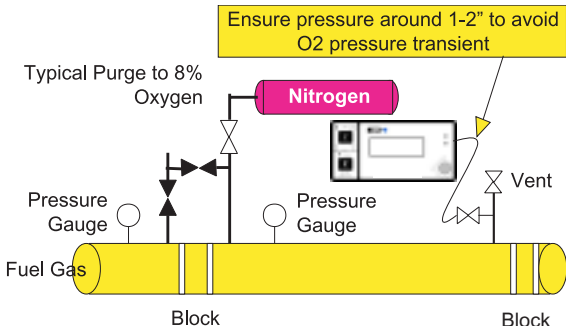 Ensure pressure around 1-2” to avoid
O2 pressure transient
Typical Purge to 8%
Oxygen
Nitrogen
Vent
Pressure
Gauge
Pressure
Gauge
Fuel Gas
Block
Block